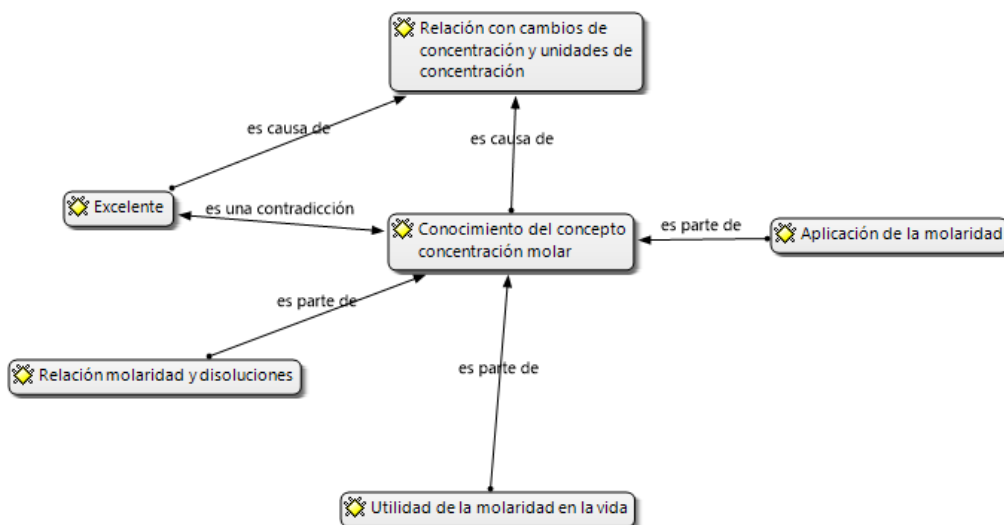 Relación con cambios de
concentración y unidades de
concentración
es causa de
es causa de
Excelente
es una contradicción
Conocimiento del concepto
concentración molar
es parte de
Aplicación de la molaridad
es parte de
Relación molaridad y disoluciones
es parte de
Utilidad de la molaridad en la vida